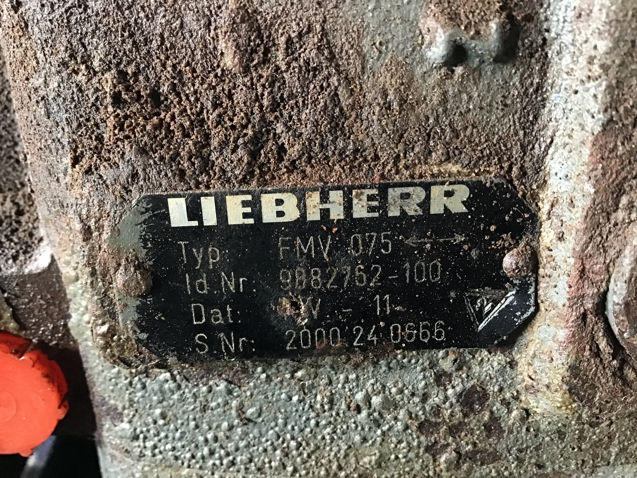 LIEBHERR
Typ: FMV 075 ←→
Id.Nr: 9882762-100
Dat: - 11-
S Nr: 2000 24 0666